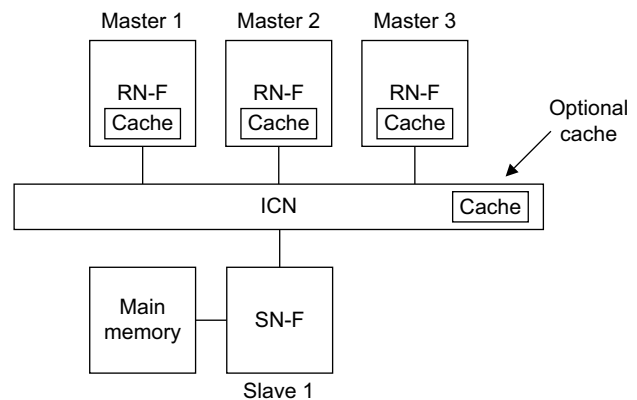 Master 1
Master 2
Master 3
RN-F
Cache
RN-F
Cache
RN-F
Cache
Optional
cache
ICN
Cache
Main
memory
SN-F
Slave 1